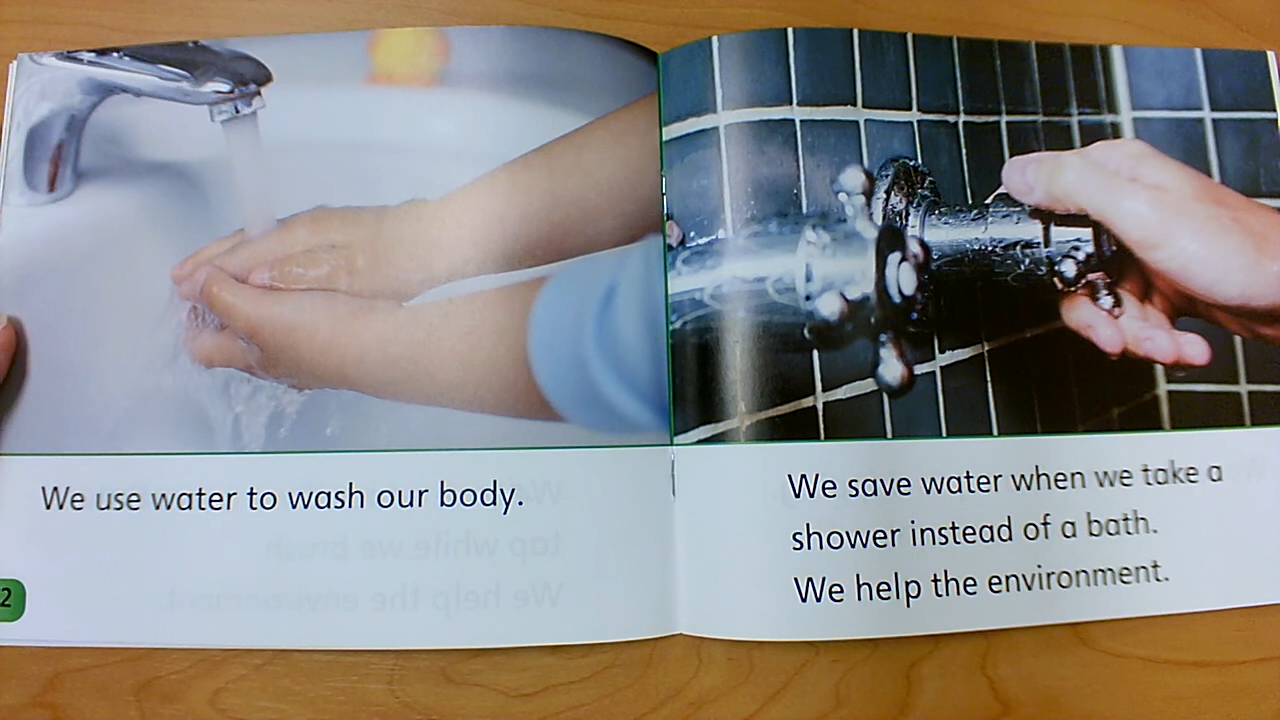 We use water to wash our body.
2
We save water when we take a
shower instead of a bath.
We help the environment.